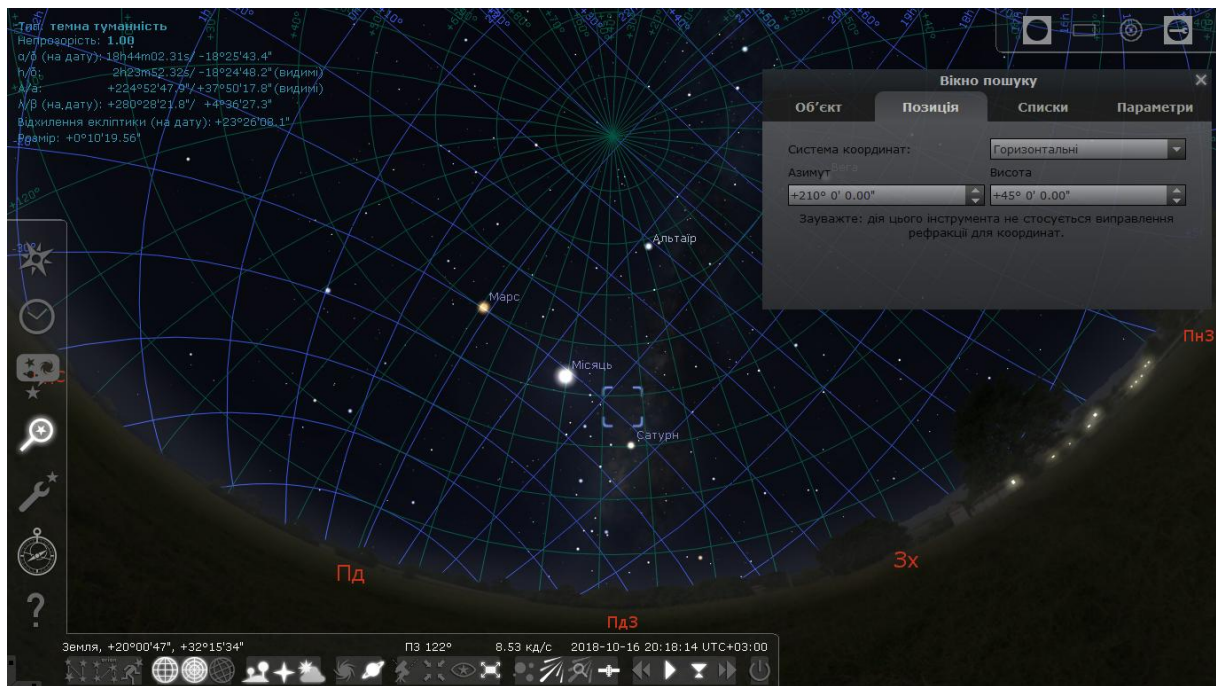 Тип: темна туманність
Непрозорість: 1.00
α/δ (на дату): 18h44m02.31s/ -18°25'43.4"
h/δ: 2h23m52.32s/ -18°24'48.2" (видимі)
A/a: +224°52'47.9"/+37°50'17.8" (видимі)
λ/β (на дату): +280°28'21.8"/ +4°36'27.3"
Відхилення екліптики (на дату): +23°26'08.1"
Розмір: +0°10'19.56"
Вікно пошуку
Об'єкт Позиція Списки Параметри
Система координат: Горизонтальні
Азимут Висота
+210° 0' 0.00" +45° 0' 0.00"
Зауважте: дія цього інструмента не стосується виправлення
рефракції для координат.
Вега
Альтаїр
Марс
ПнЗ
Місяць
Сатурн
Зх
Пд
ПдЗ
Земля, +20°00'47", +32°15'34" ПЗ 122° 8.53 кд/с 2018-10-16 20:18:14 UTC+03:00